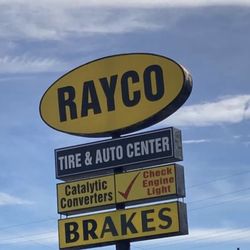 RAYCO
TIRE & AUTO CENTER
Catalytic
Converters
Check
Engine
Light
BRAKES